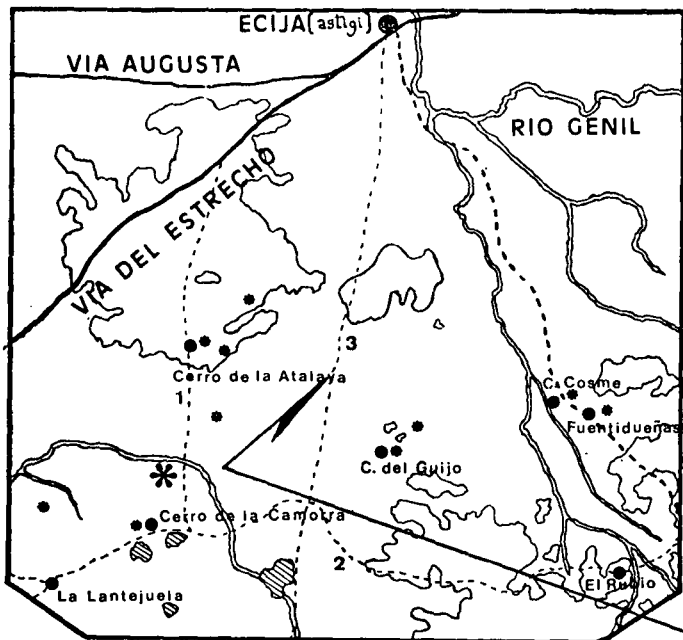 ECIJA (astigi)
VIA AUGUSTA
RIO GENIL
VIA DEL ESTRECHO
3
Cerro de la Atalaya
1
Ca Cosme
Fuentidueñas
C. del Guijo
Cerro de la Camorra
2
El Rubio
La Lantejuela